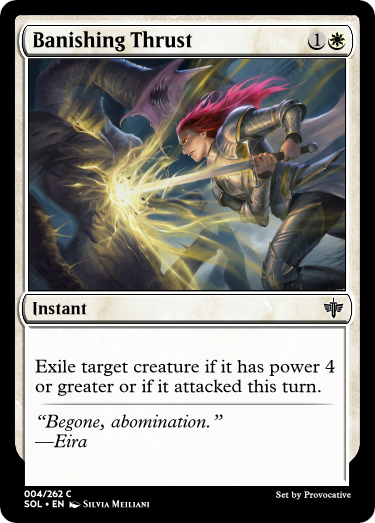 Banishing Thrust 1
Instant
Exile target creature if it has power 4
or greater or if it attacked this turn.
“Begone, abomination.”
—Eira
004/262 C
SOL • EN Silvia Meiliani
Set by Provocative